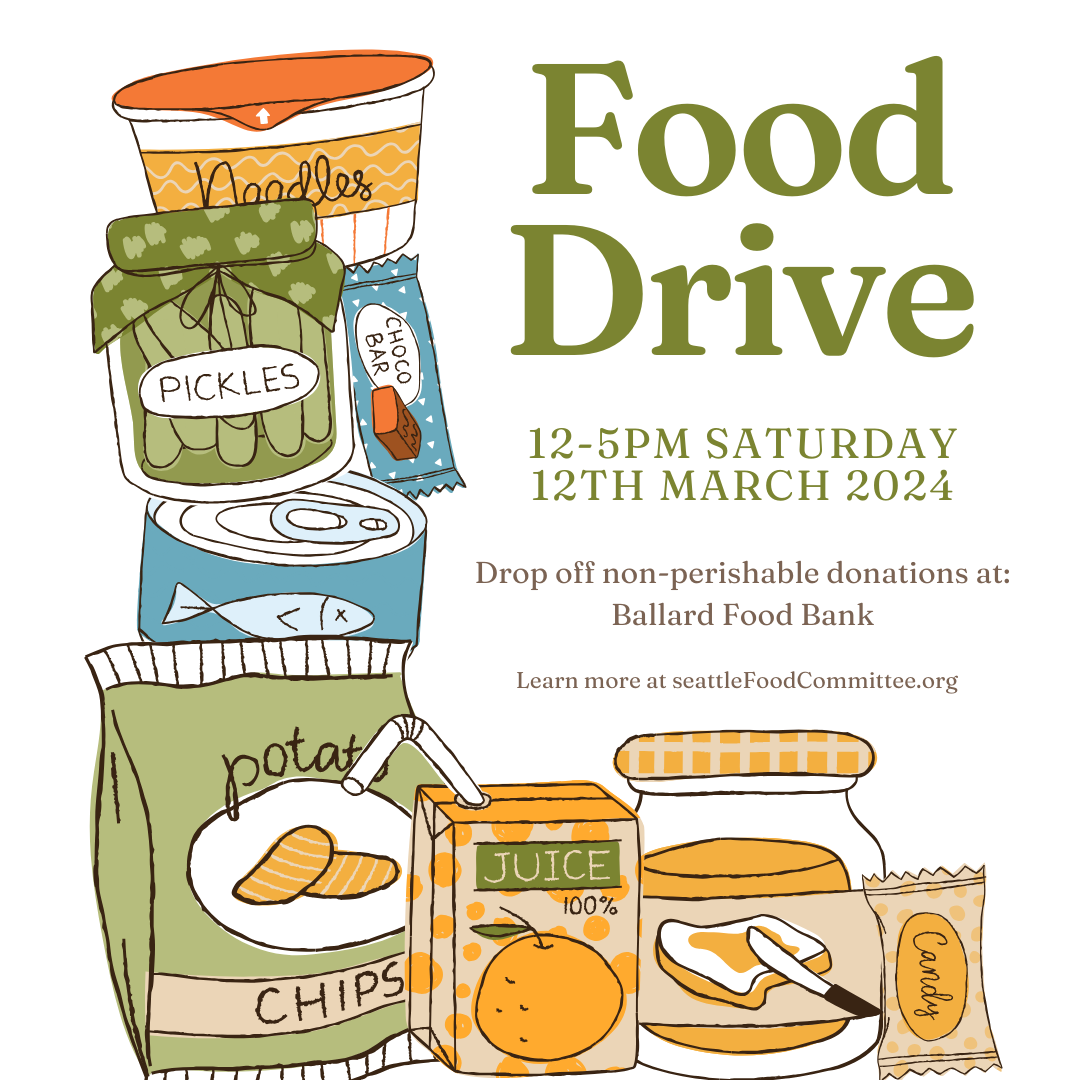 Food
Drive
12-5PM SATURDAY
12TH MARCH 2024
Drop off non-perishable donations at:
Ballard Food Bank
Learn more at seattleFoodCommittee.org
Noodles
PICKLES
CHOCO
BAR
potato
CHIPS
JUICE
100%
Candy